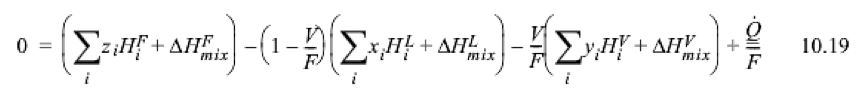 0 = (∑_i z_i H_i^F + ΔH_mix^F) − (1 − V/F)(∑_i x_i H_i^L + ΔH_mix^L) − V/F(∑_i y_i H_i^V + ΔH_mix^V) + Q̇/F 10.19